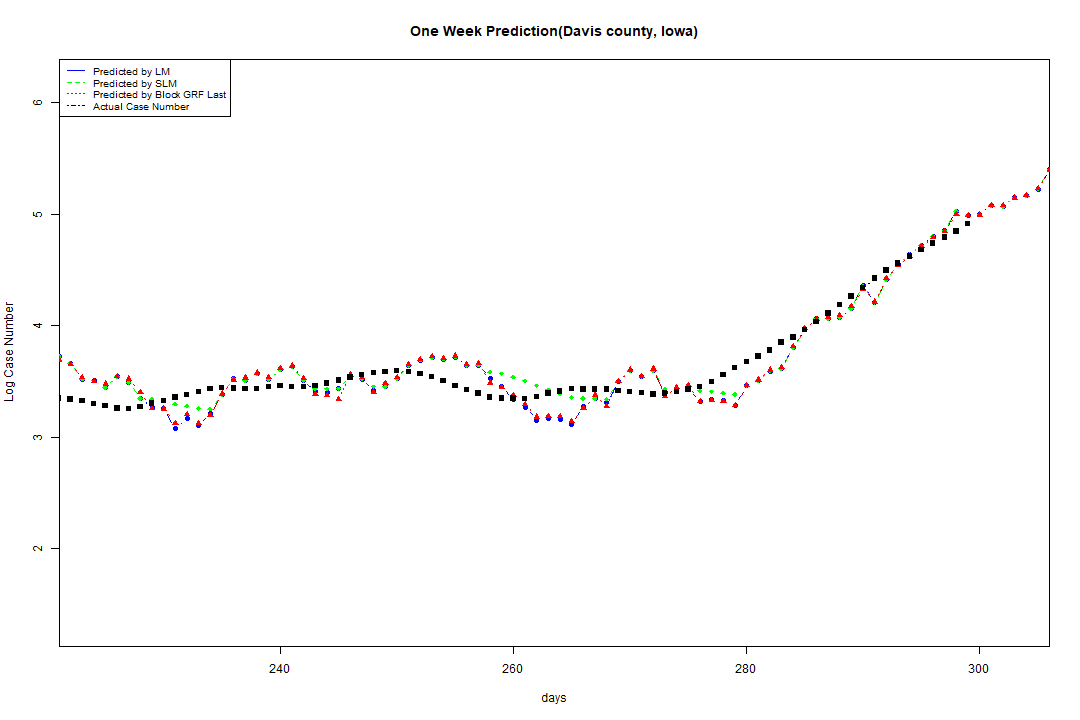 One Week Prediction(Davis county, Iowa)
Predicted by LM
Predicted by SLM
Predicted by Block GRF Last
Actual Case Number
6
5
4
3
2
Log Case Number
240 260 280 300
days